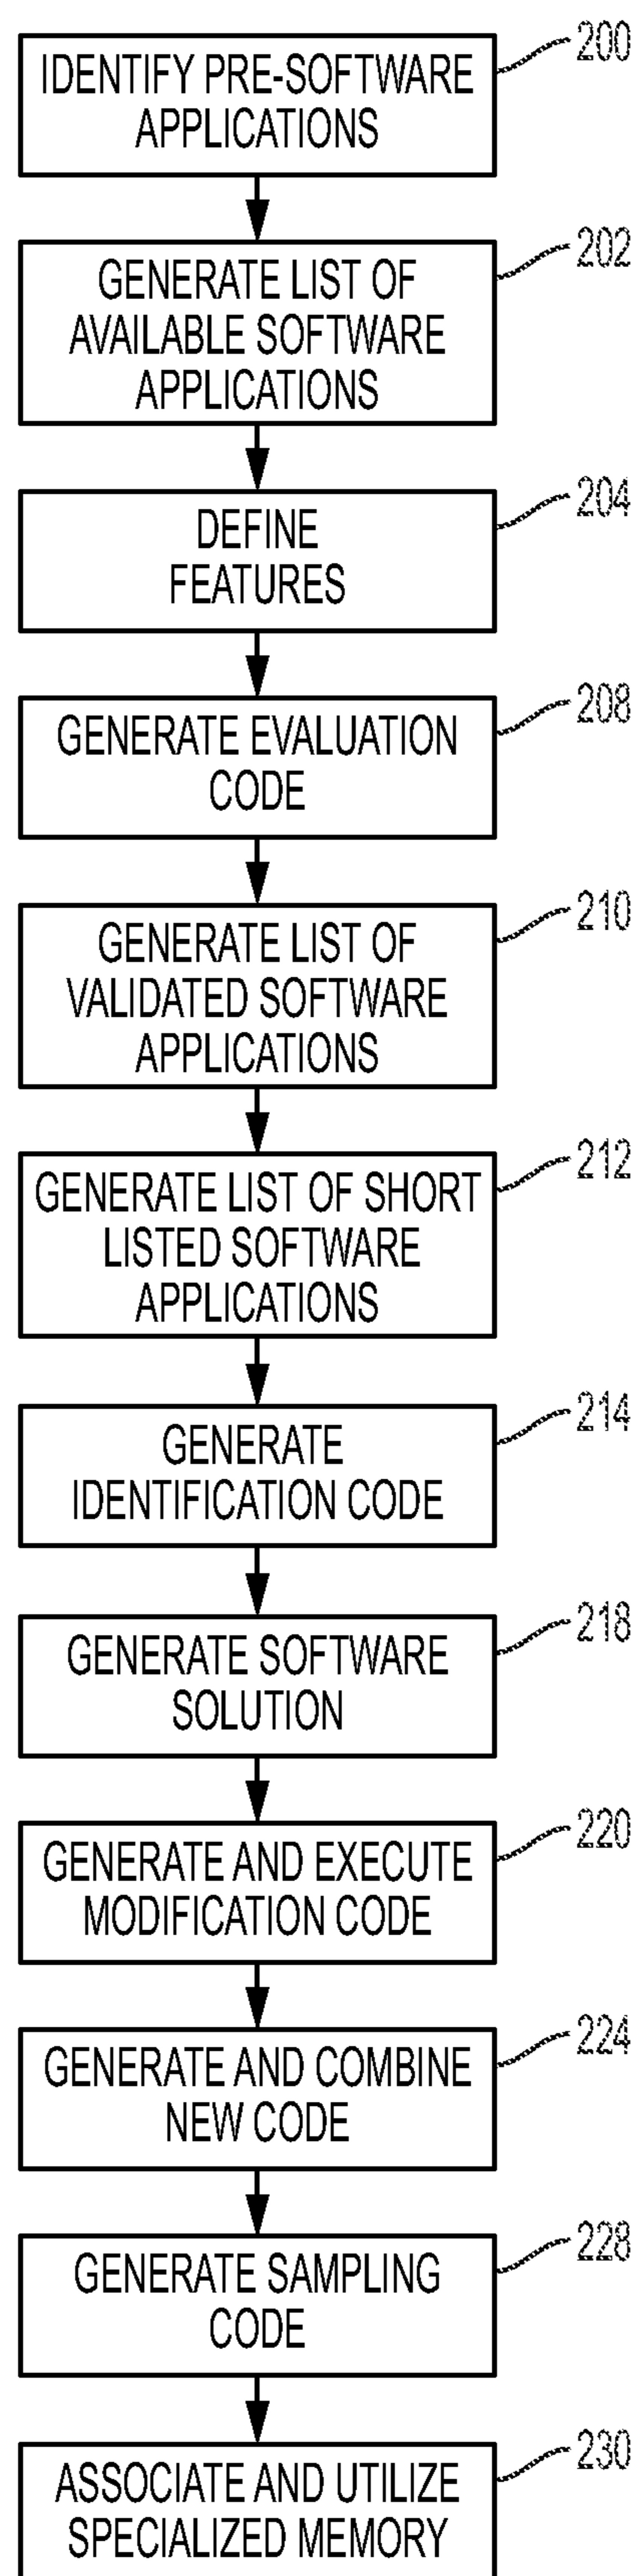 200
IDENTIFY PRE-SOFTWARE
APPLICATIONS
202
GENERATE LIST OF
AVAILABLE SOFTWARE
APPLICATIONS
204
DEFINE
FEATURES
208
GENERATE EVALUATION
CODE
210
GENERATE LIST OF
VALIDATED SOFTWARE
APPLICATIONS
212
GENERATE LIST OF SHORT
LISTED SOFTWARE
APPLICATIONS
214
GENERATE
IDENTIFICATION CODE
218
GENERATE SOFTWARE
SOLUTION
220
GENERATE AND EXECUTE
MODIFICATION CODE
224
GENERATE AND COMBINE
NEW CODE
228
GENERATE SAMPLING
CODE
230
ASSOCIATE AND UTILIZE
SPECIALIZED MEMORY